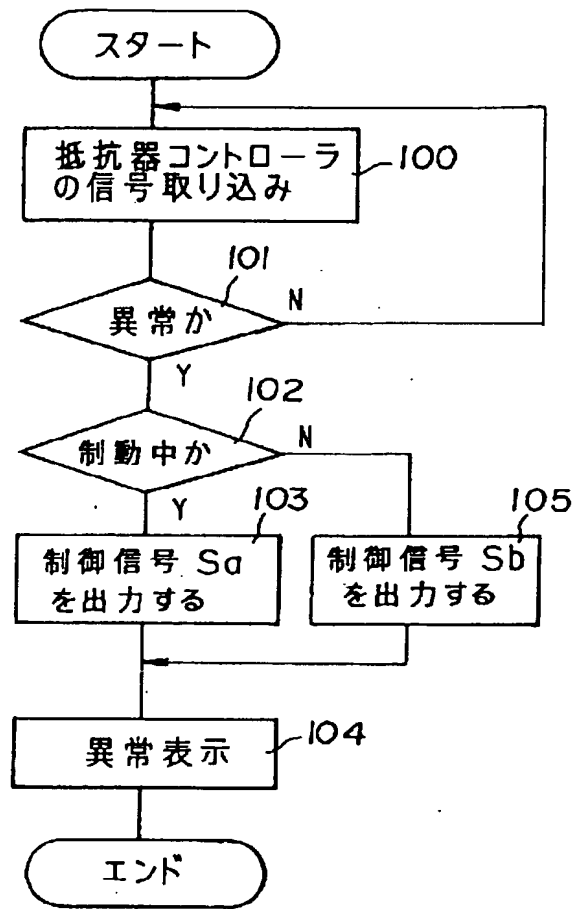 スタート
抵抗器コントローラ
の信号取り込み
100
101
異常か
N
Y
102
制動中か
N
Y
103
制御信号 Sa
を出力する
105
制御信号 Sb
を出力する
異常表示
104
エンド